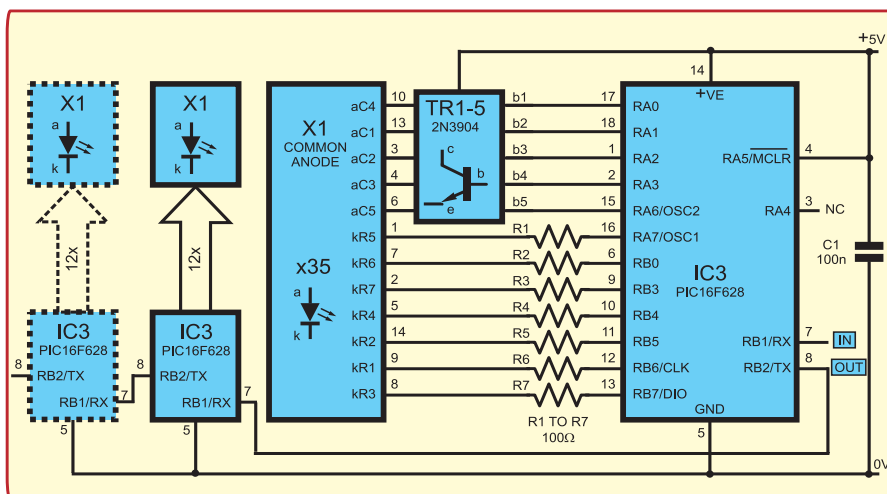 +5V
X1
a
k
12x
IC3
PIC16F628
8
RB2/TX
RB1/RX
7
5
X1
a
k
12x
IC3
PIC16F628
8
RB2/TX
RB1/RX
7
5
X1
COMMON
ANODE
x35
a
k
aC4 10
aC1 13
aC2 3
aC3 4
aC5 6
kR5 1
kR6 7
kR7 2
kR4 5
kR2 14
kR1 9
kR3 8
TR1-5
2N3904
c
b
e
b1
b2
b3
b4
b5
R1
R2
R3
R4
R5
R6
R7
R1 TO R7
100Ω
14
+VE
17 RA0
18 RA1
1 RA2
2 RA3
15 RA6/OSC2
16 RA7/OSC1
6 RB0
9 RB3
10 RB4
11 RB5
12 RB6/CLK
13 RB7/DIO
IC3
PIC16F628
RA5/MCLR 4
RA4 3 NC
RB1/RX 7 IN
RB2/TX 8 OUT
GND
5
C1
100n
0V